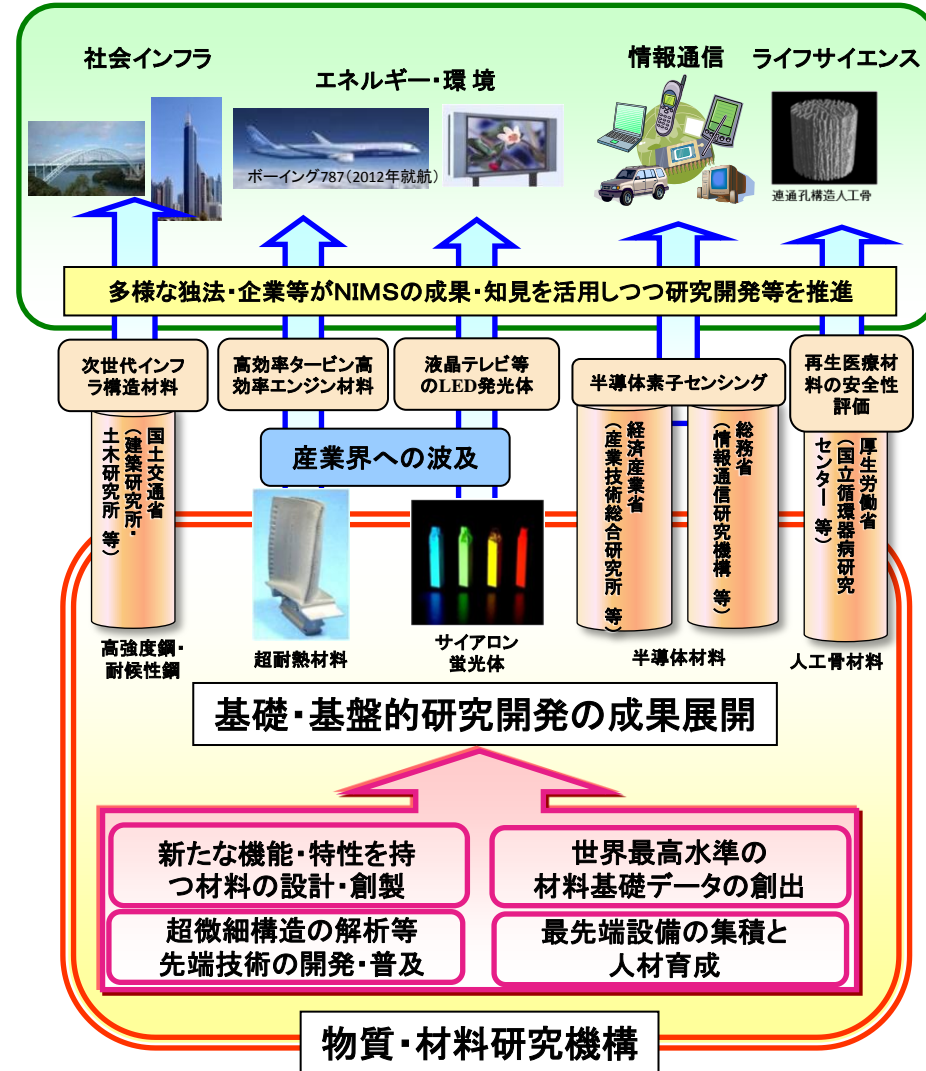 社会インフラ
エネルギー・環 境
情報通信
ライフサイエンス
ボーイング787(2012年就航)
連通孔構造人工骨
多様な独法・企業等がNIMSの成果・知見を活用しつつ研究開発等を推進
次世代インフ
ラ構造材料
高効率タービン高
効率エンジン材料
液晶テレビ等
のLED発光体
半導体素子センシング
再生医療材
料の安全性
評価
国土交通省
(建築研究所・
土木研究所 等)
産業界への波及
経済産業省
(産業技術総合研究所 等)
総務省
(情報通信研究機構 等)
厚生労働省
(国立循環器病研究
センター 等)
高強度鋼・
耐候性鋼
超耐熱材料
サイアロン
蛍光体
半導体材料
人工骨材料
基礎・基盤的研究開発の成果展開
新たな機能・特性を持
つ材料の設計・創製
世界最高水準の
材料基礎データの創出
超微細構造の解析等
先端技術の開発・普及
最先端設備の集積と
人材育成
物質・材料研究機構